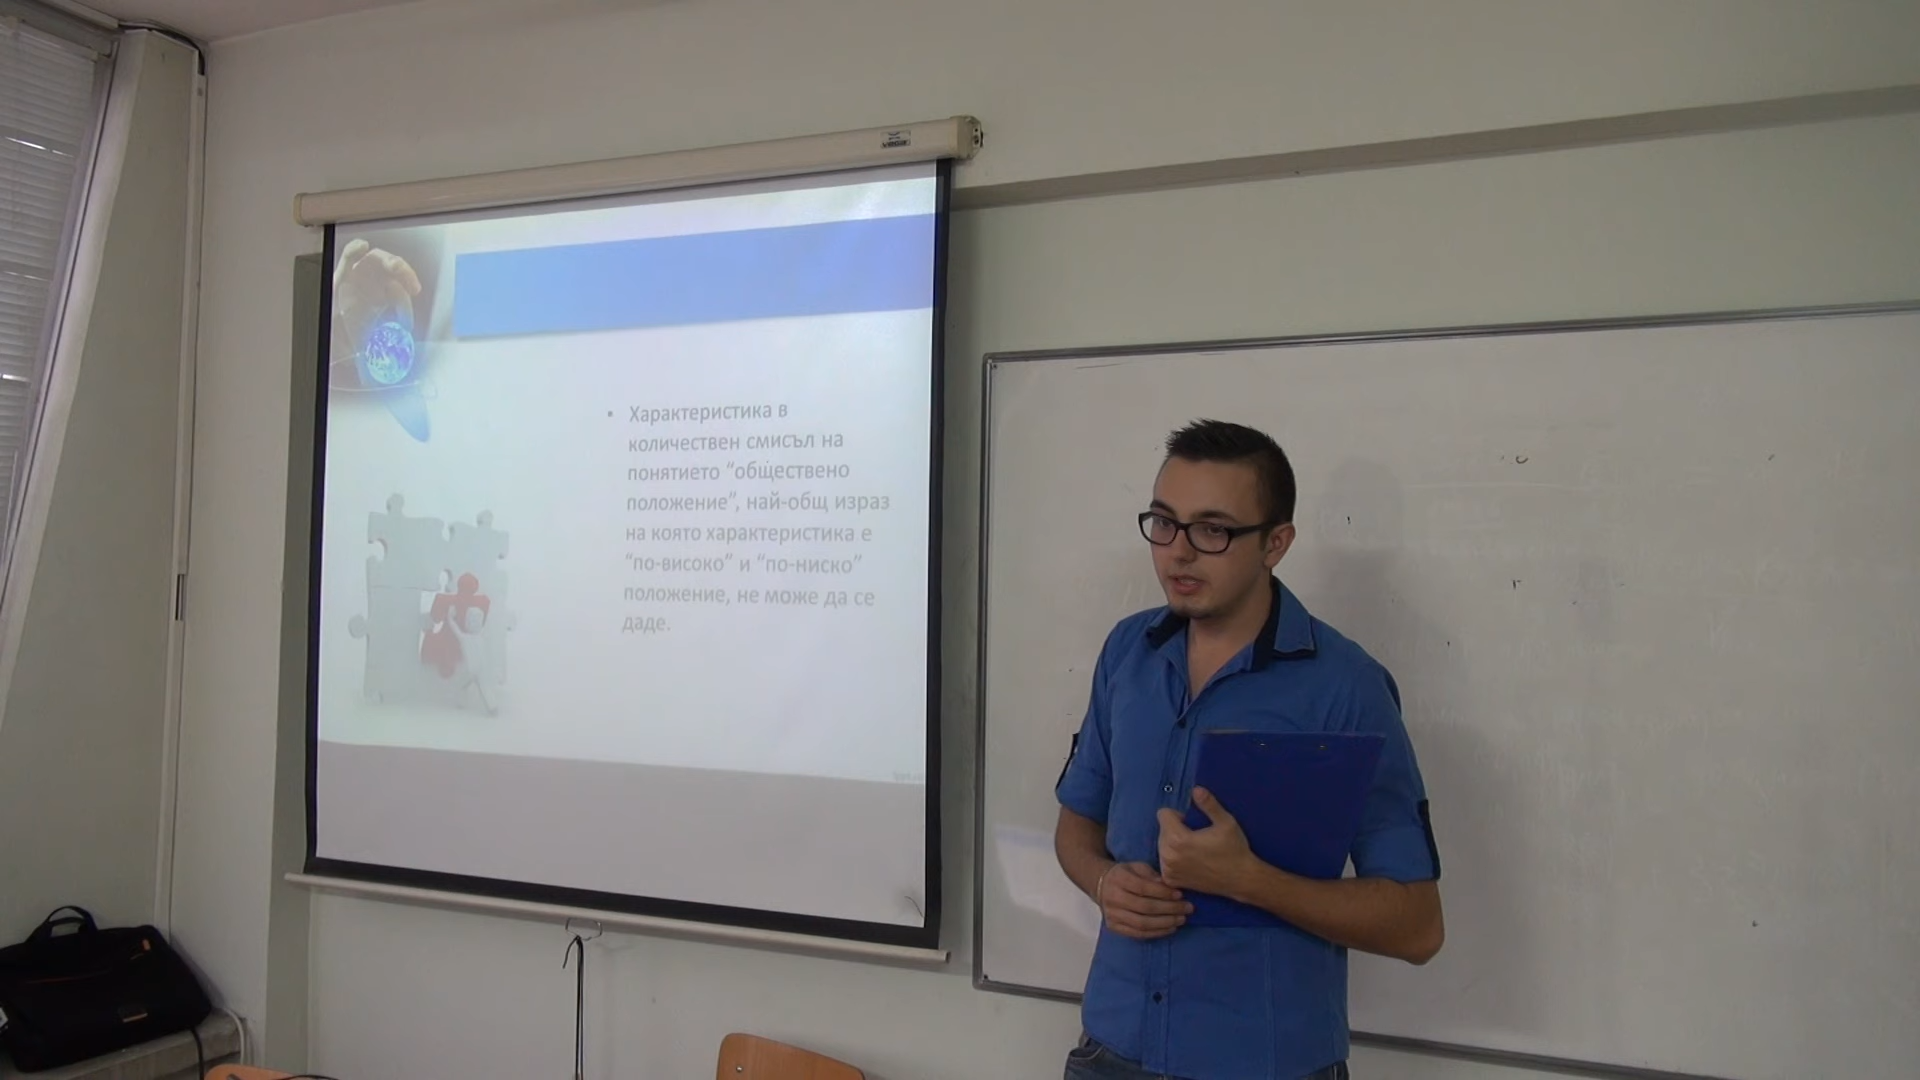 • Характеристика в
количествен смисъл на
понятието “обществено
положение”, най-общ израз
на която характеристика е
“по-високо” и “по-ниско”
положение, не може да се
даде.